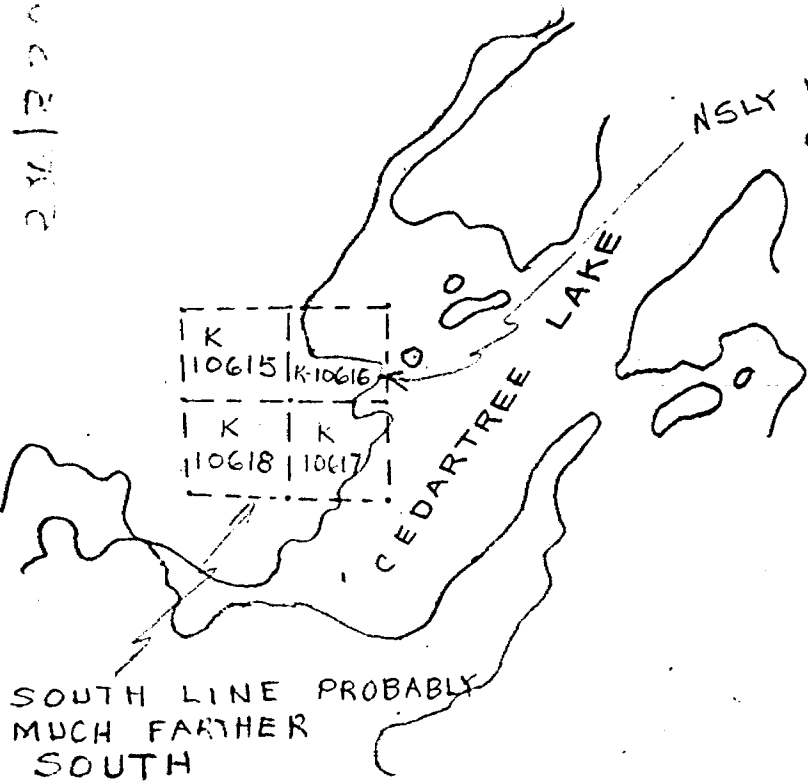 NSLY
CEDARTREE LAKE
K
10615
K-10616
K
10618
K
10617
SOUTH LINE PROBABLY
MUCH FARTHER
SOUTH